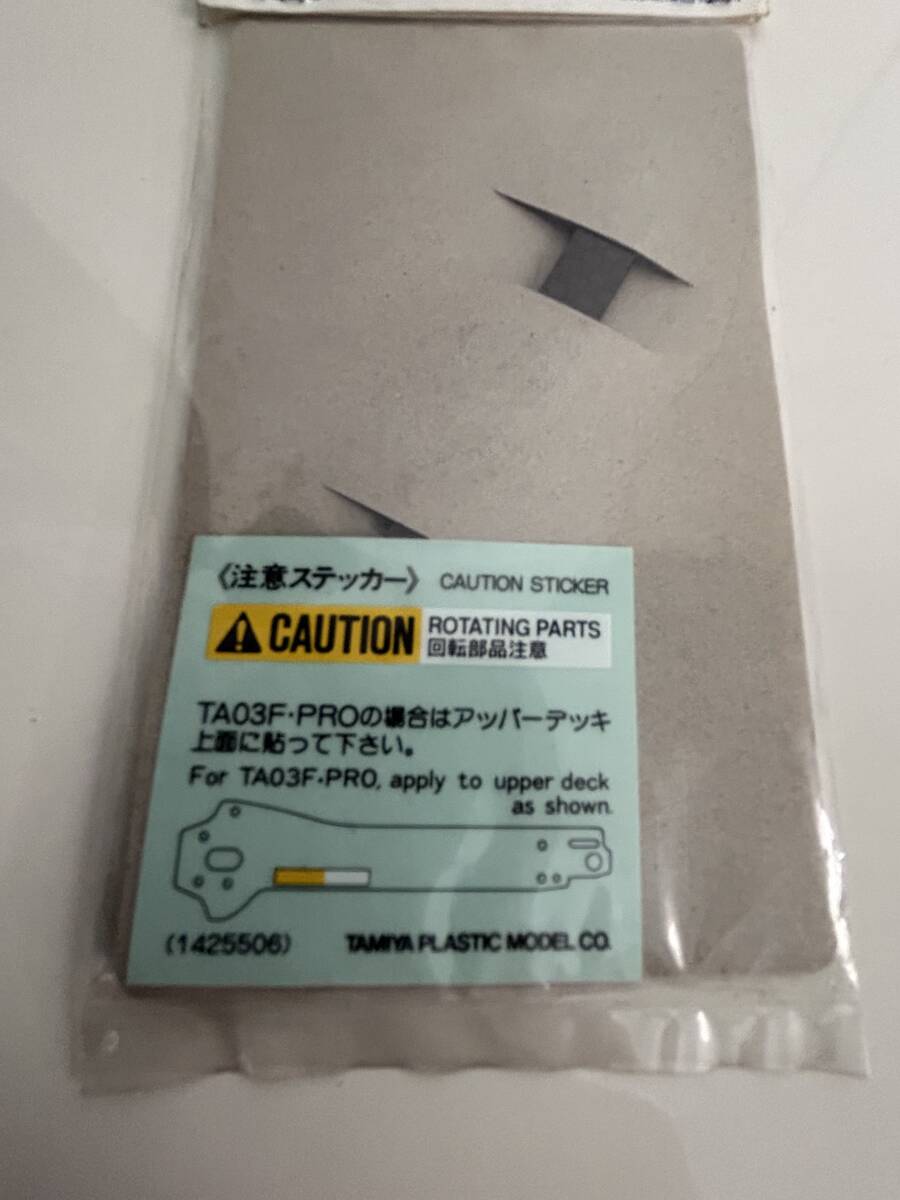 《注意ステッカー》 CAUTION STICKER
CAUTION ROTATING PARTS
回転部品注意
TA03F・PROの場合はアッパーデッキ
上面に貼って下さい。
For TA03F・PRO, apply to upper deck
as shown.
(1425506) TAMIYA PLASTIC MODEL CO.